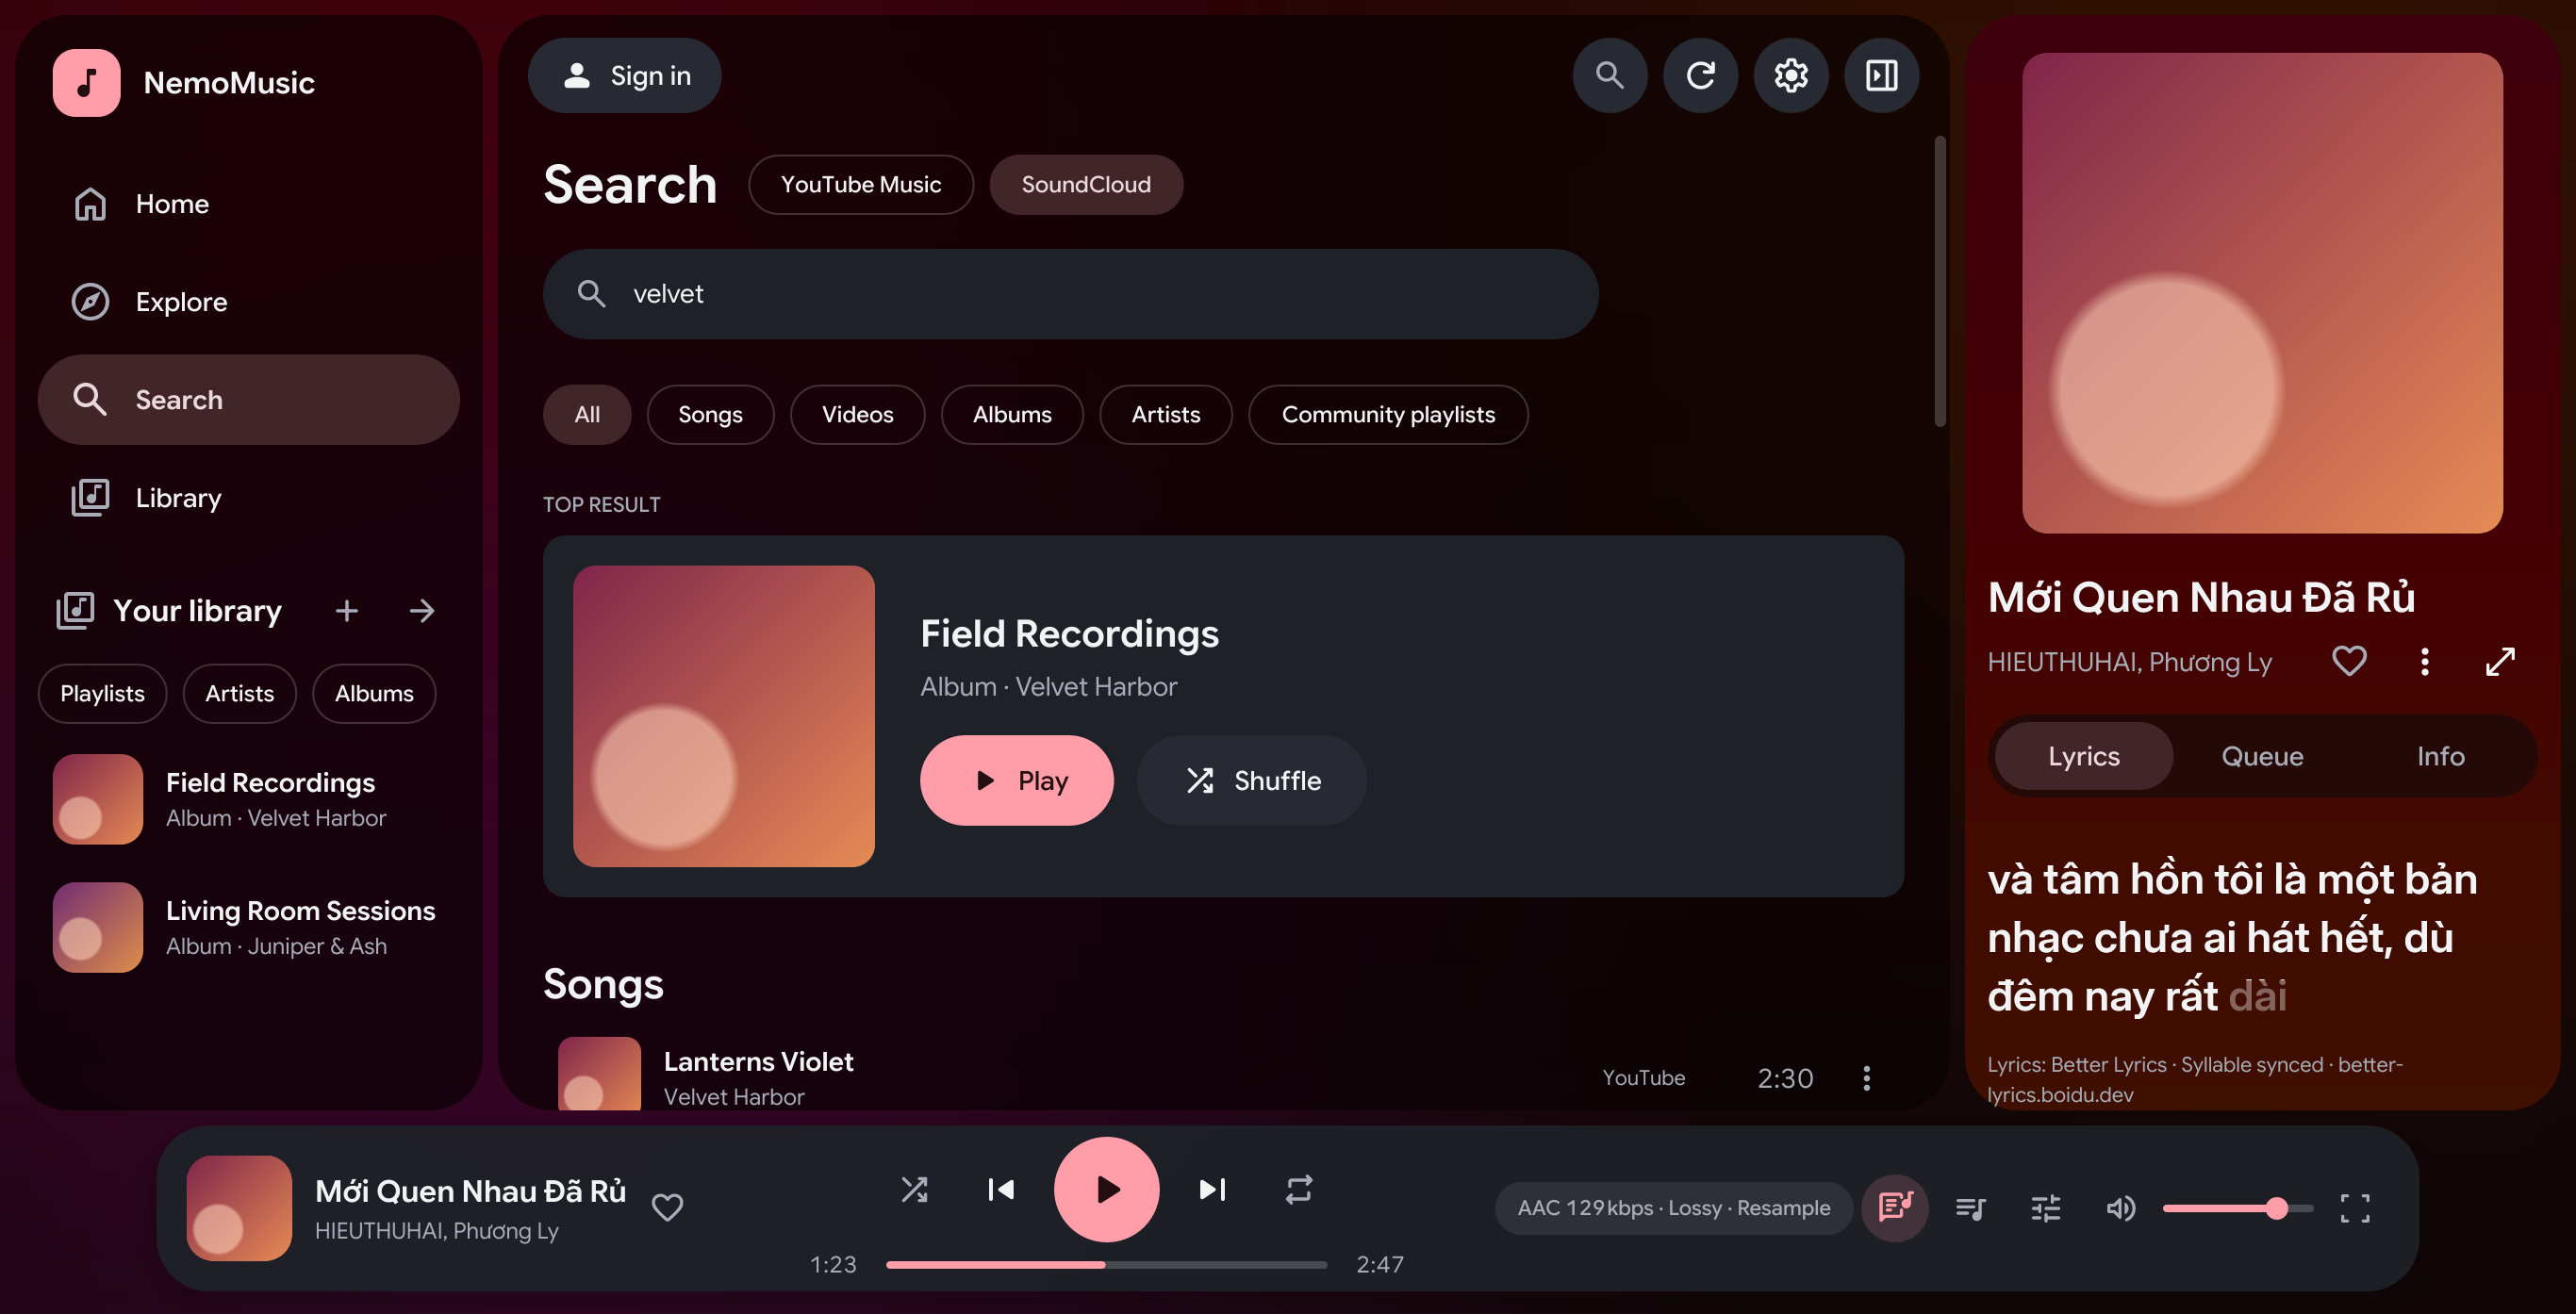 NemoMusic
Home
Explore
Search
Library
Your library
Playlists
Artists
Albums
Field Recordings
Album · Velvet Harbor
Living Room Sessions
Album · Juniper & Ash
Sign in
Search
YouTube Music
SoundCloud
velvet
All
Songs
Videos
Albums
Artists
Community playlists
TOP RESULT
Field Recordings
Album · Velvet Harbor
Play
Shuffle
Songs
Lanterns Violet
Velvet Harbor
YouTube
2:30
Mới Quen Nhau Đã Rủ
HIEUTHUHAI, Phương Ly
Lyrics
Queue
Info
và tâm hồn tôi là một bản
nhạc chưa ai hát hết, dù
đêm nay rất dài
Lyrics: Better Lyrics · Syllable synced · better-
lyrics.boidu.dev
Mới Quen Nhau Đã Rủ
HIEUTHUHAI, Phương Ly
1:23
2:47
AAC 129 kbps · Lossy · Resample